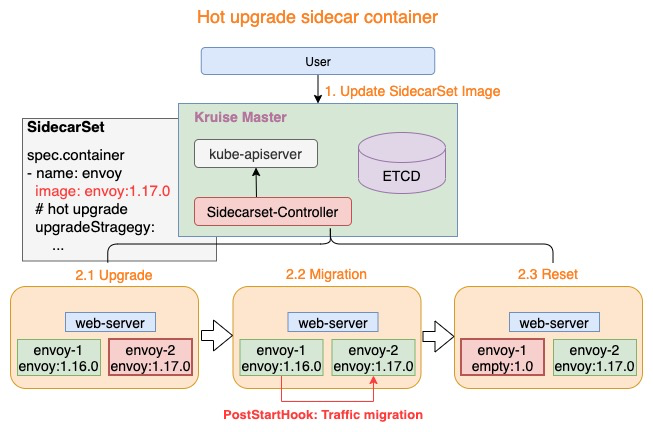 Hot upgrade sidecar container
User
1. Update SidecarSet Image
Kruise Master
SidecarSet
spec.container
- name: envoy
image: envoy:1.17.0
# hot upgrade
upgradeStragegy:
...
kube-apiserver
ETCD
Sidecarset-Controller
2.1 Upgrade
2.2 Migration
2.3 Reset
web-server
envoy-1
envoy:1.16.0
envoy-2
envoy:1.17.0
web-server
envoy-1
envoy:1.16.0
envoy-2
envoy:1.17.0
web-server
envoy-1
empty:1.0
envoy-2
envoy:1.17.0
PostStartHook: Traffic migration